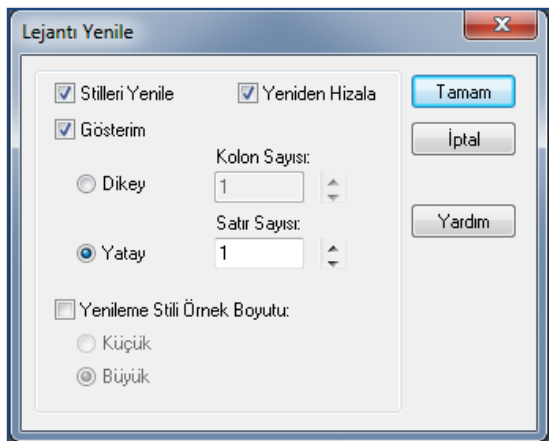 Lejantı Yenile
Stilleri Yenile
Yeniden Hizala
Tamam
Gösterim
İptal
Kolon Sayısı:
Dikey
1
Satır Sayısı:
Yardım
Yatay
1
Yenileme Stili Örnek Boyutu:
Küçük
Büyük